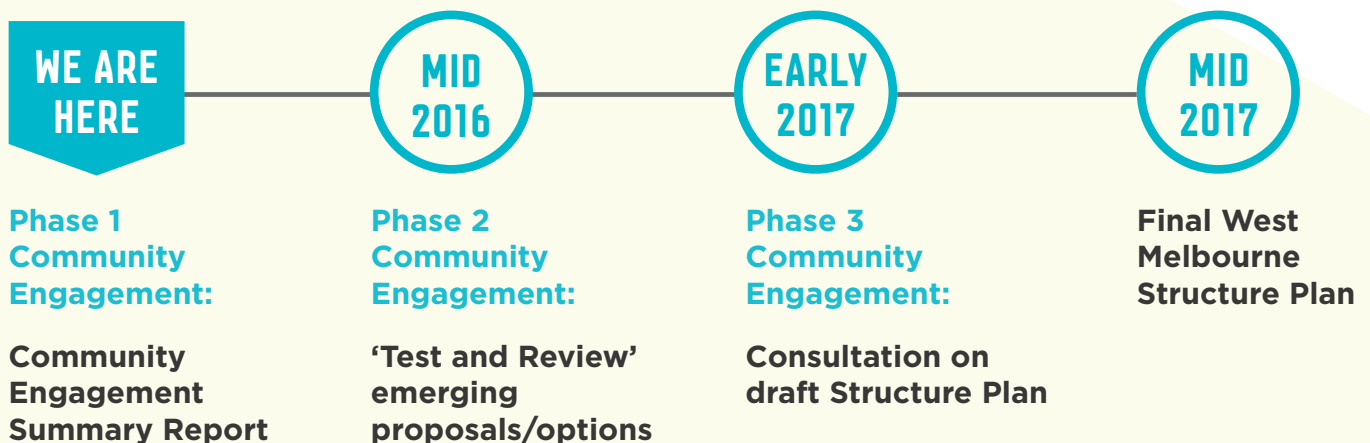 WE ARE
HERE
Phase 1
Community
Engagement:
Community
Engagement
Summary Report
MID
2016
Phase 2
Community
Engagement:
‘Test and Review’
emerging
proposals/options
EARLY
2017
Phase 3
Community
Engagement:
Consultation on
draft Structure Plan
MID
2017
Final West
Melbourne
Structure Plan